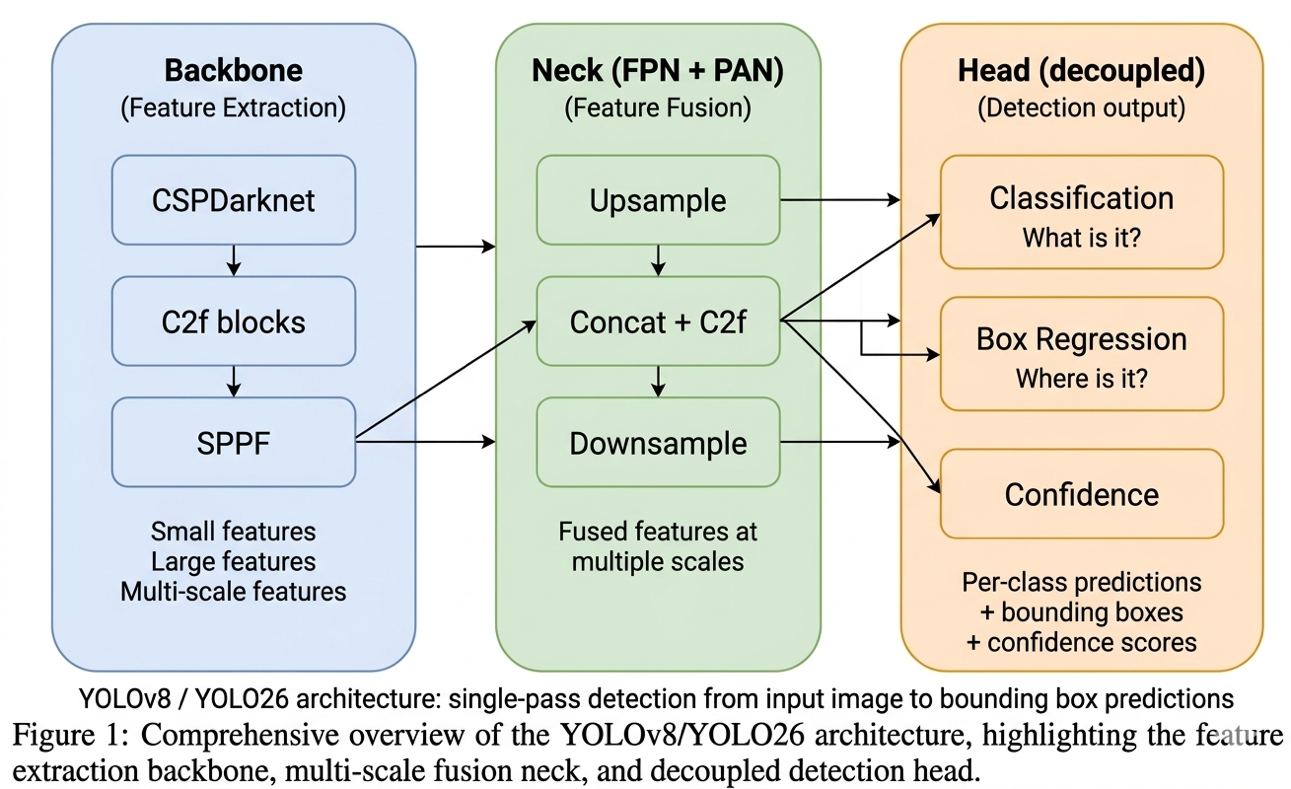 Backbone
(Feature Extraction)
CSPDarknet
C2f blocks
SPPF
Small features
Large features
Multi-scale features
Neck (FPN + PAN)
(Feature Fusion)
Upsample
Concat + C2f
Downsample
Fused features at
multiple scales
Head (decoupled)
(Detection output)
Classification
What is it?
Box Regression
Where is it?
Confidence
Per-class predictions
+ bounding boxes
+ confidence scores
YOLOv8 / YOLO26 architecture: single-pass detection from input image to bounding box predictions
Figure 1: Comprehensive overview of the YOLOv8/YOLO26 architecture, highlighting the feature
extraction backbone, multi-scale fusion neck, and decoupled detection head.